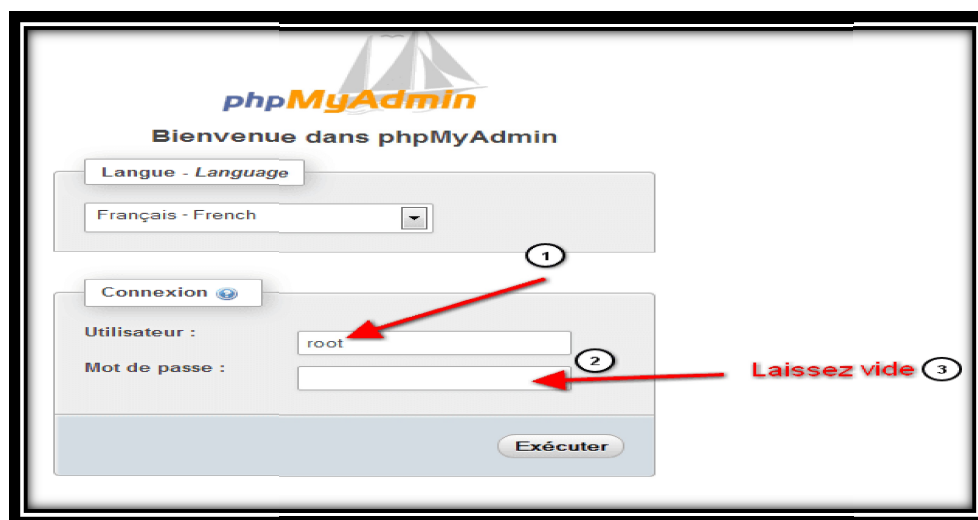 phpMyAdmin
Bienvenue dans phpMyAdmin
Langue - Language
Français - French
1
Connexion
Utilisateur :
root
Mot de passe :
2
Laissez vide 3
Exécuter